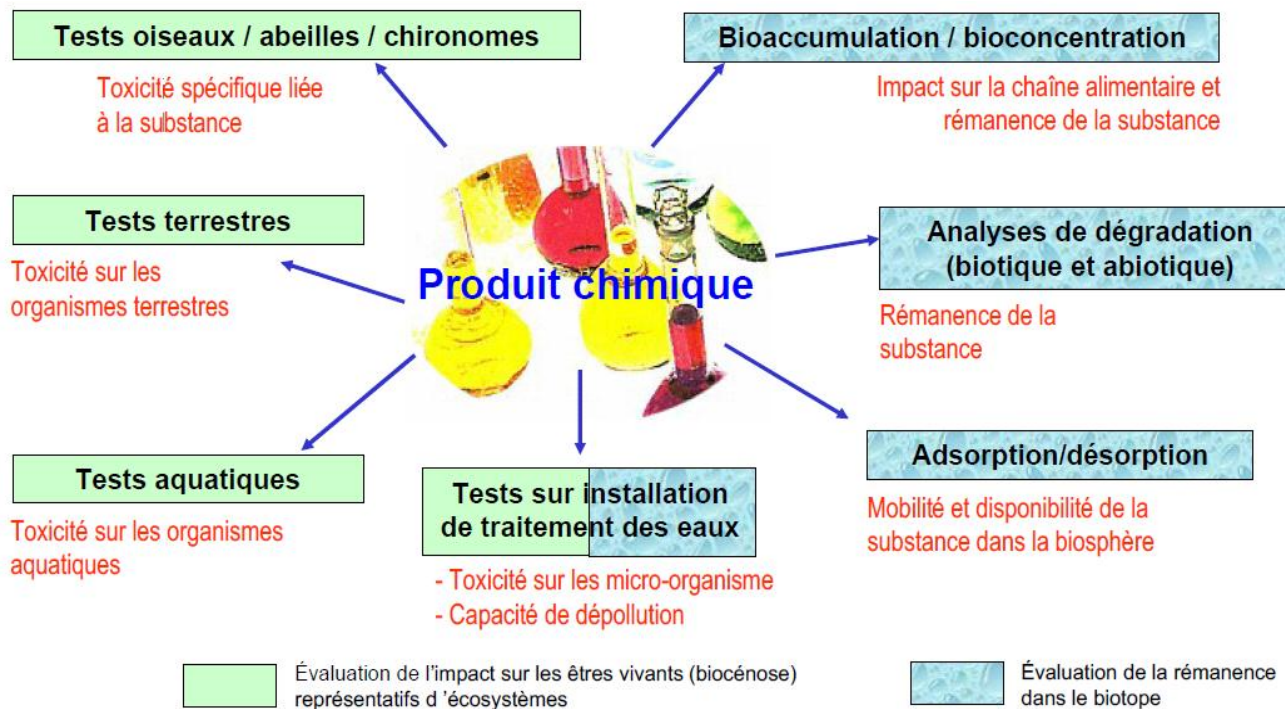 Tests oiseaux / abeilles / chironomes
Toxicité spécifique liée
à la substance
Bioaccumulation / bioconcentration
Impact sur la chaîne alimentaire et
rémanence de la substance
Tests terrestres
Toxicité sur les
organismes terrestres
Produit chimique
Analyses de dégradation
(biotique et abiotique)
Rémanence de la
substance
Tests aquatiques
Toxicité sur les organismes
aquatiques
Tests sur installation
de traitement des eaux
- Toxicité sur les micro-organisme
- Capacité de dépollution
Adsorption/désorption
Mobilité et disponibilité de la
substance dans la biosphère
Évaluation de l'impact sur les êtres vivants (biocénose)
représentatifs d 'écosystèmes
Évaluation de la rémanence
dans le biotope